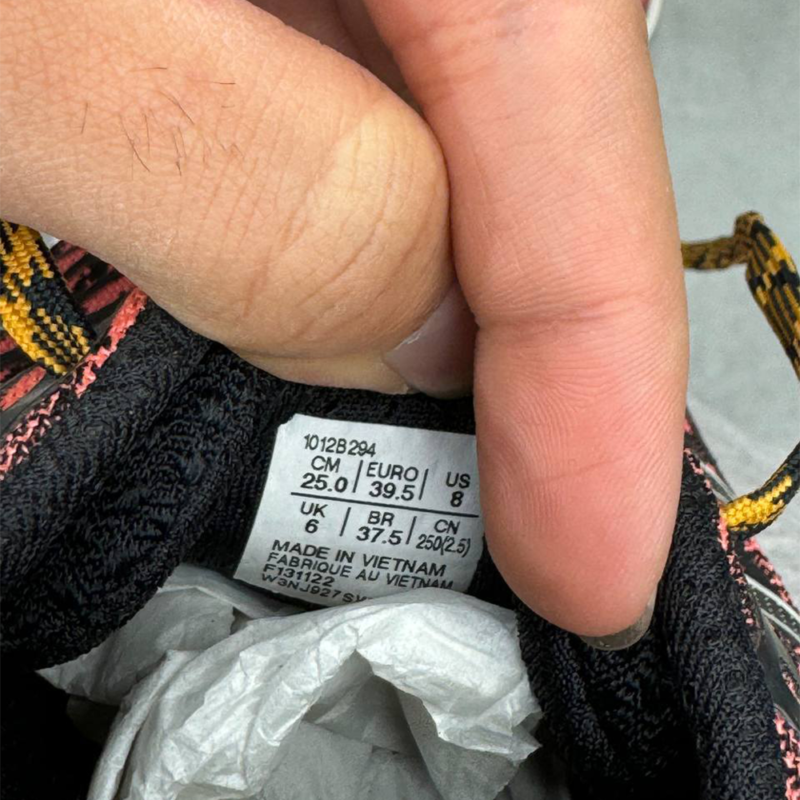 1012B294
CM EURO US
25.0 39.5 8
UK BR CN
6 37.5 250(2.5)
MADE IN VIETNAM
FABRIQUE AU VIETNAM
F131122